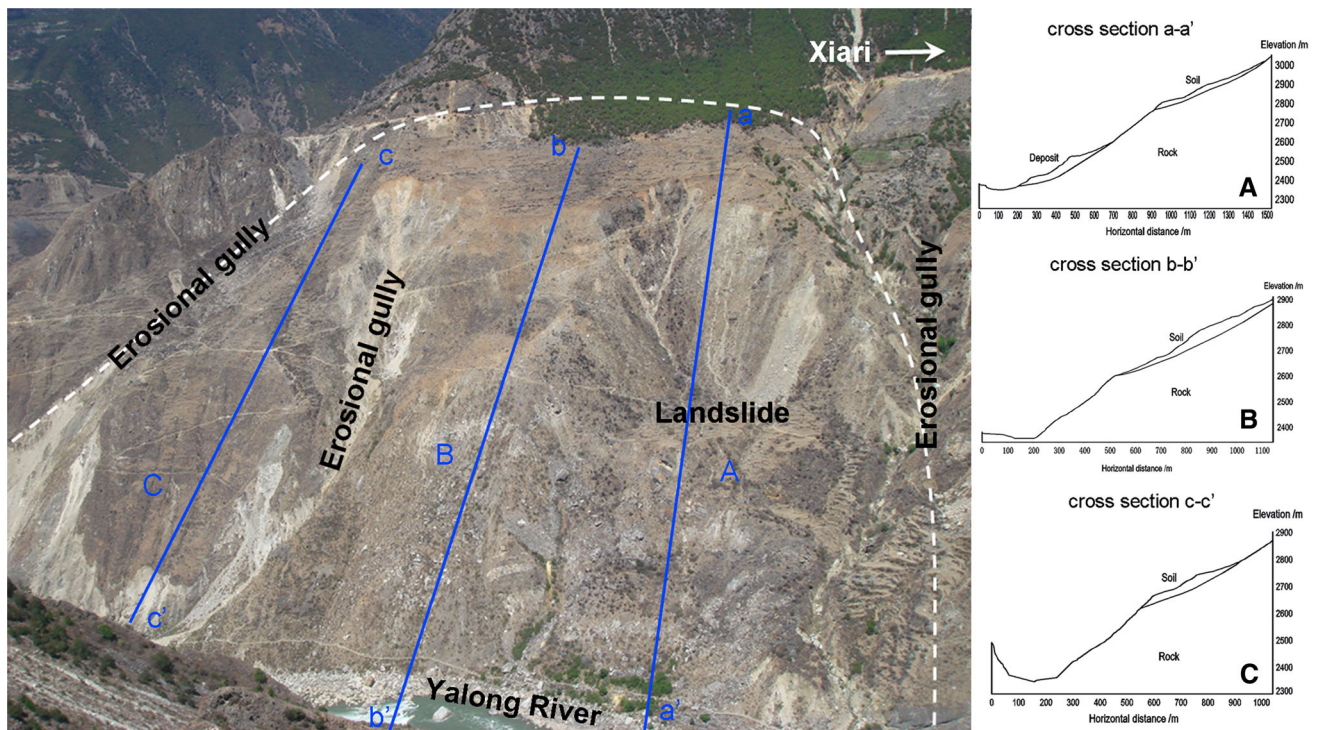 Xiari
a
b
c
Erosional gully
Erosional gully
Erosional gully
Landslide
A
B
C
c'
b'
a'
Yalong River
cross section a-a'
Elevation /m
3000
2900
2800
2700
2600
2500
2400
2300
Soil
Deposit
Rock
A
0 100 200 300 400 500 600 700 800 900 1000 1100 1200 1300 1400 1500
Horizontal distance /m
cross section b-b'
Elevation /m
2900
2800
2700
2600
2500
2400
Soil
Rock
B
0 100 200 300 400 500 600 700 800 900 1000 1100
Horizontal distance /m
cross section c-c'
Elevation /m
2900
2800
2700
2600
2500
2400
2300
Soil
Rock
C
0 100 200 300 400 500 600 700 800 900 1000
Horizontal distance /m